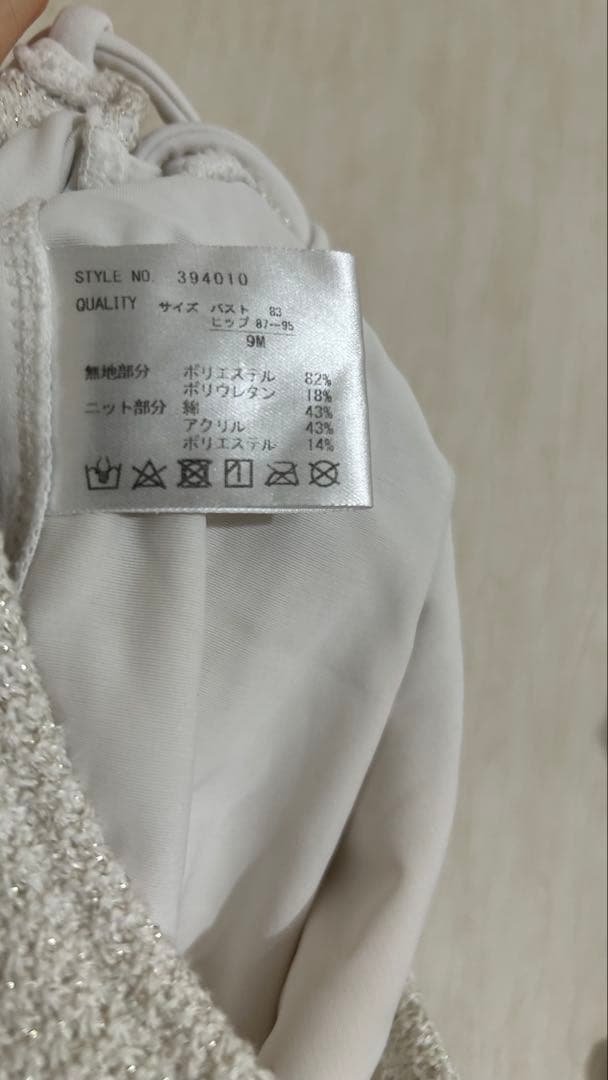 STYLE NO. 394010
QUALITY サイズ バスト 83
ヒップ 87-95
9M
無地部分 ポリエステル 82%
ポリウレタン 18%
ニット部分 綿 43%
アクリル 43%
ポリエステル 14%